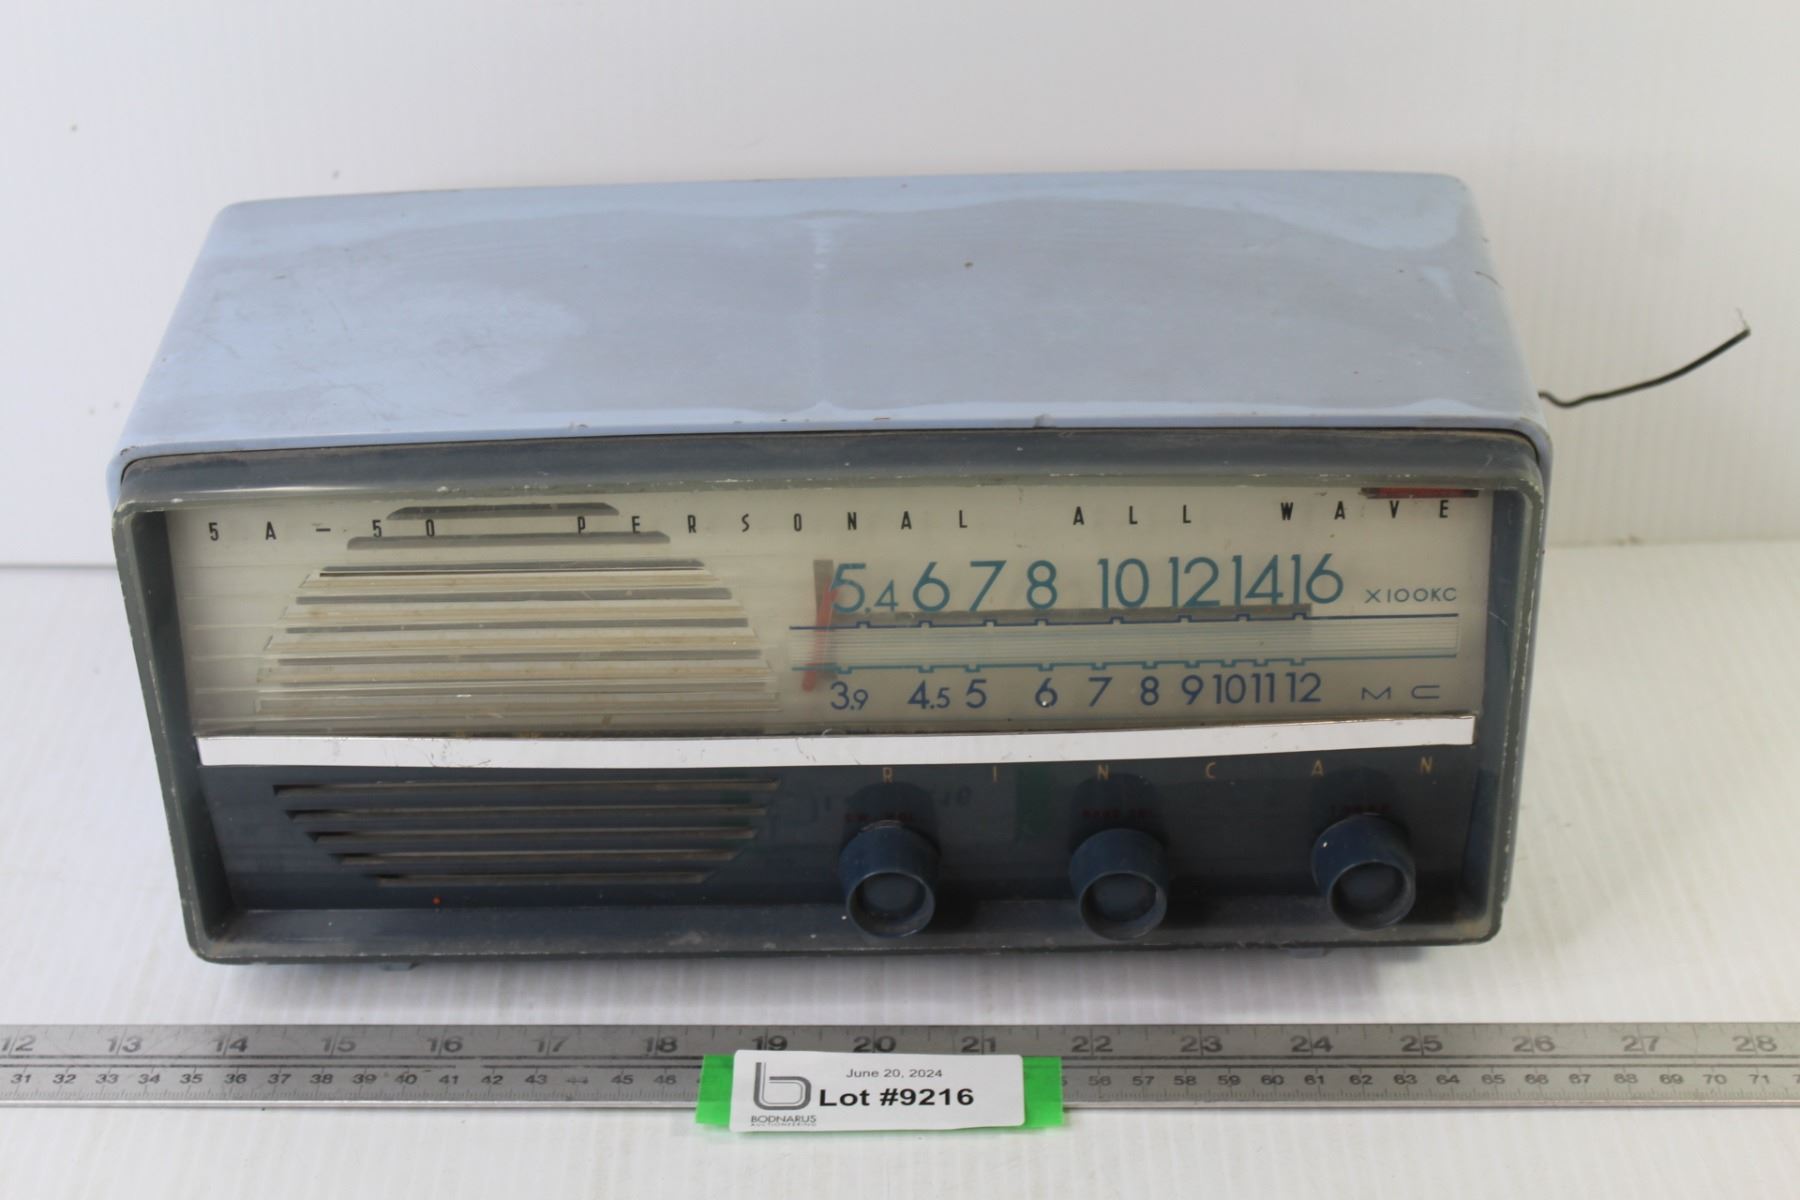 5A-50 PERSONAL ALL WAVE
5.4 6 7 8 10 12 14 16 X100KC
3.9 4.5 5 6 7 8 9 10 11 12 MC
RINCAN
12 13 14 15 16 17 18 19 20 21 22 23 24 25 26 27 28
31 32 33 34 35 36 37 38 39 40 41 42 43 44 45 46 56 58 59 60 61 62 63 64 65 66 67 68 69 70 71
June 20, 2024
Lot #9216
BODNARUS
AUCTIONEERING